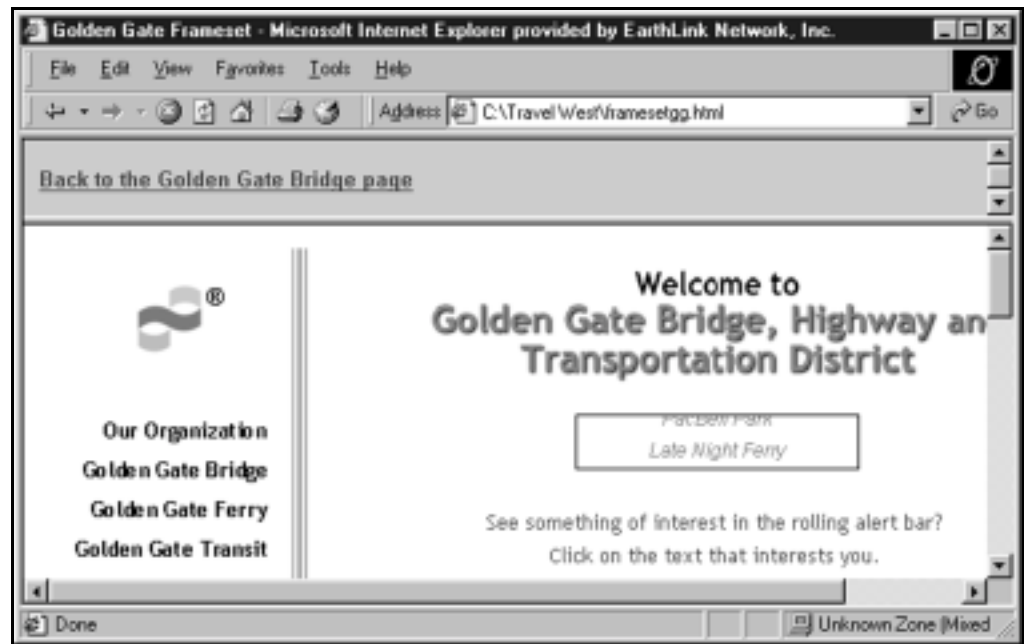 Golden Gate Frameset - Microsoft Internet Explorer provided by EarthLink Network, Inc.
File Edit View Favorites Tools Help
Address C:\Travel West\framesetgg.html Go
Back to the Golden Gate Bridge page
®
Welcome to
Golden Gate Bridge, Highway an
Transportation District
PacBell Park
Late Night Ferry
Our Organization
Golden Gate Bridge
Golden Gate Ferry
Golden Gate Transit
See something of interest in the rolling alert bar?
Click on the text that interests you.
Done Unknown Zone (Mixed